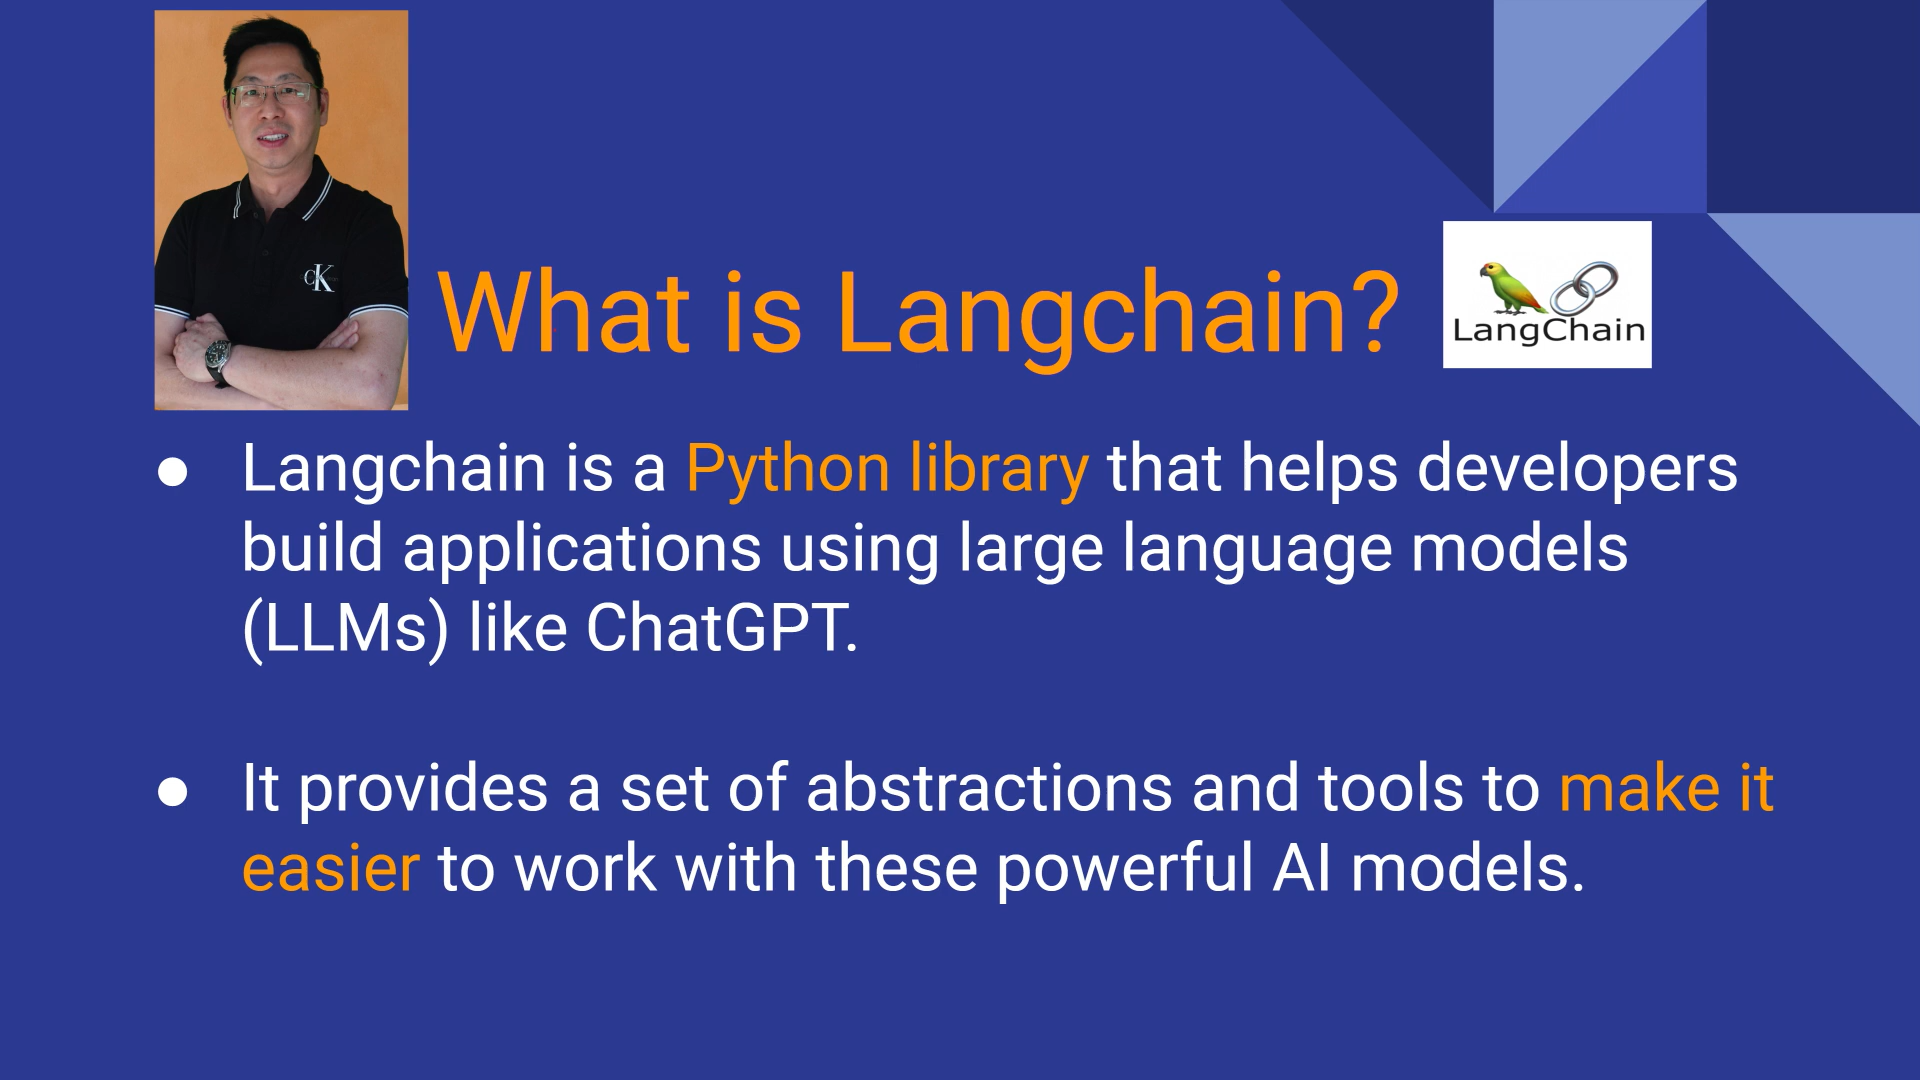 CK
What is Langchain?
LangChain
● Langchain is a Python library that helps developers
build applications using large language models
(LLMs) like ChatGPT.
● It provides a set of abstractions and tools to make it
easier to work with these powerful AI models.